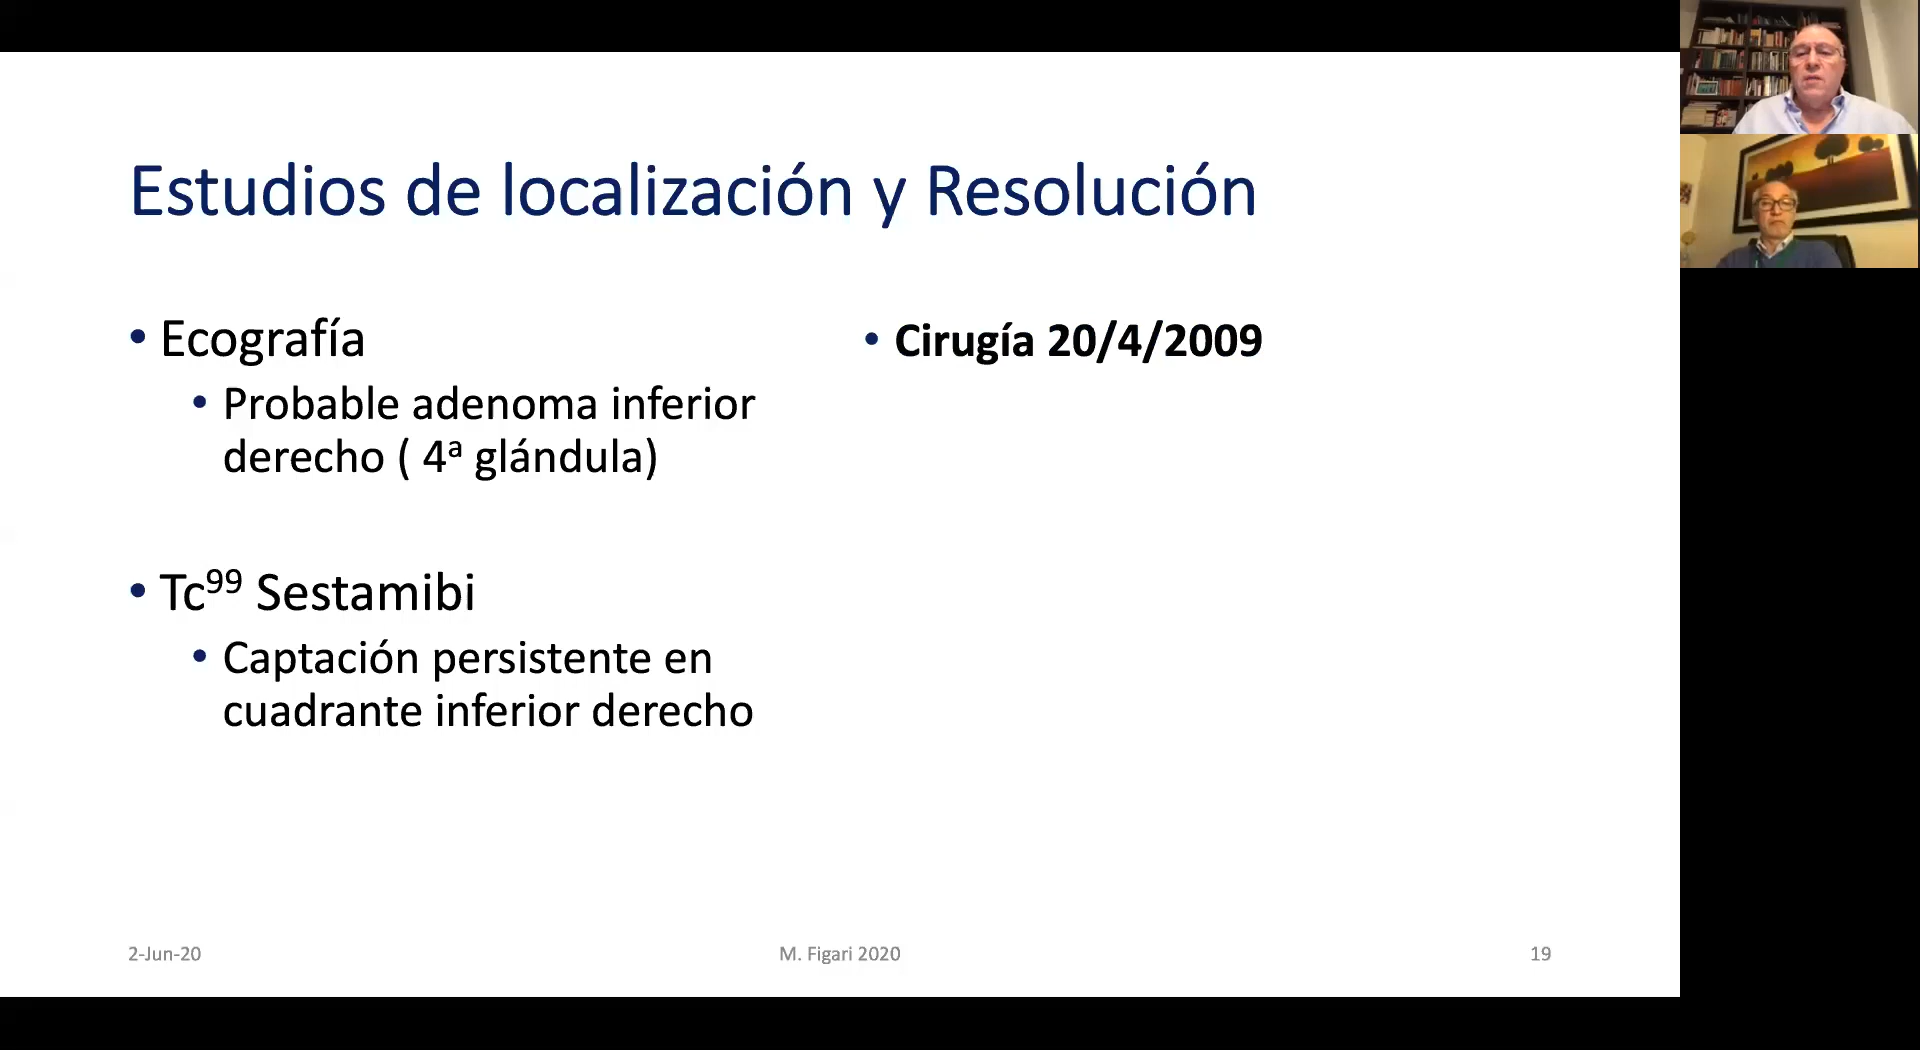 Estudios de localización y Resolución
• Ecografía
• Probable adenoma inferior
derecho ( 4ª glándula)
• Tc⁹⁹ Sestamibi
• Captación persistente en
cuadrante inferior derecho
• Cirugía 20/4/2009
2-Jun-20
M. Figari 2020
19